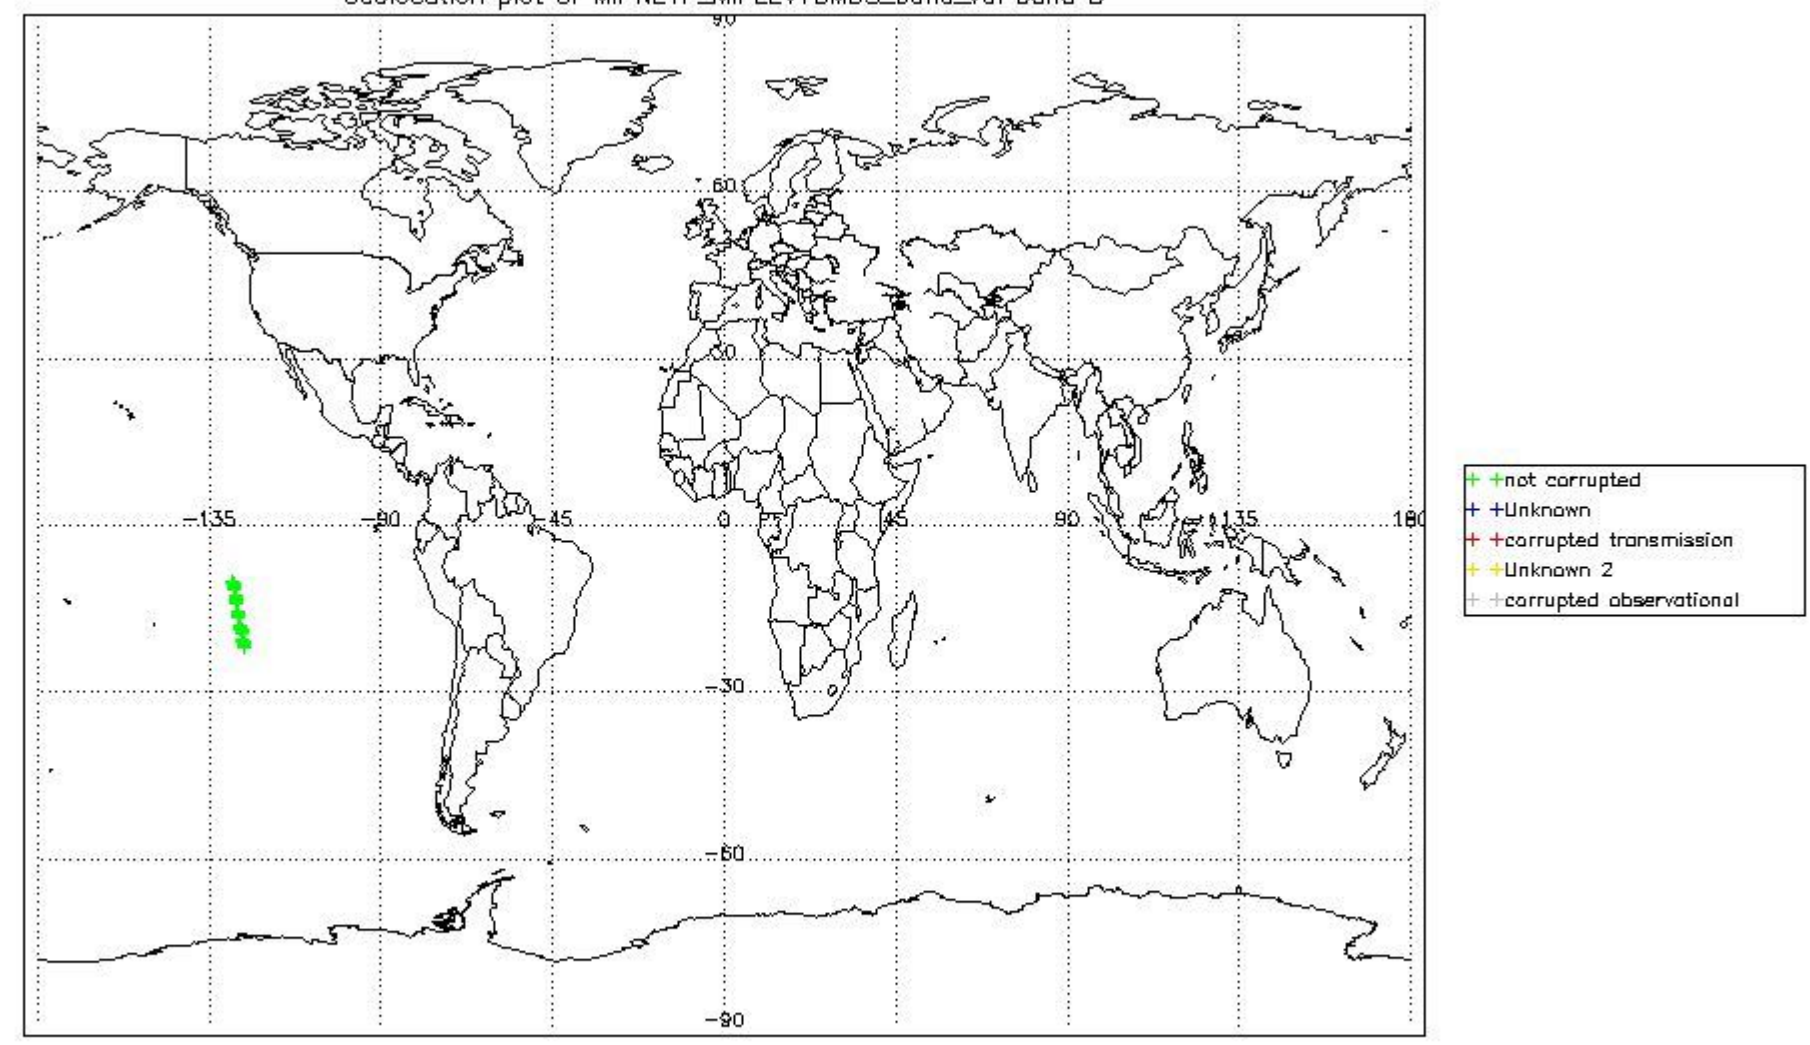 90
60
30
-135 -90 -45 0 45 90 135 180
-30
-60
-90
+ +not corrupted
+ +Unknown
+ +corrupted transmission
+ +Unknown 2
+ +corrupted observational